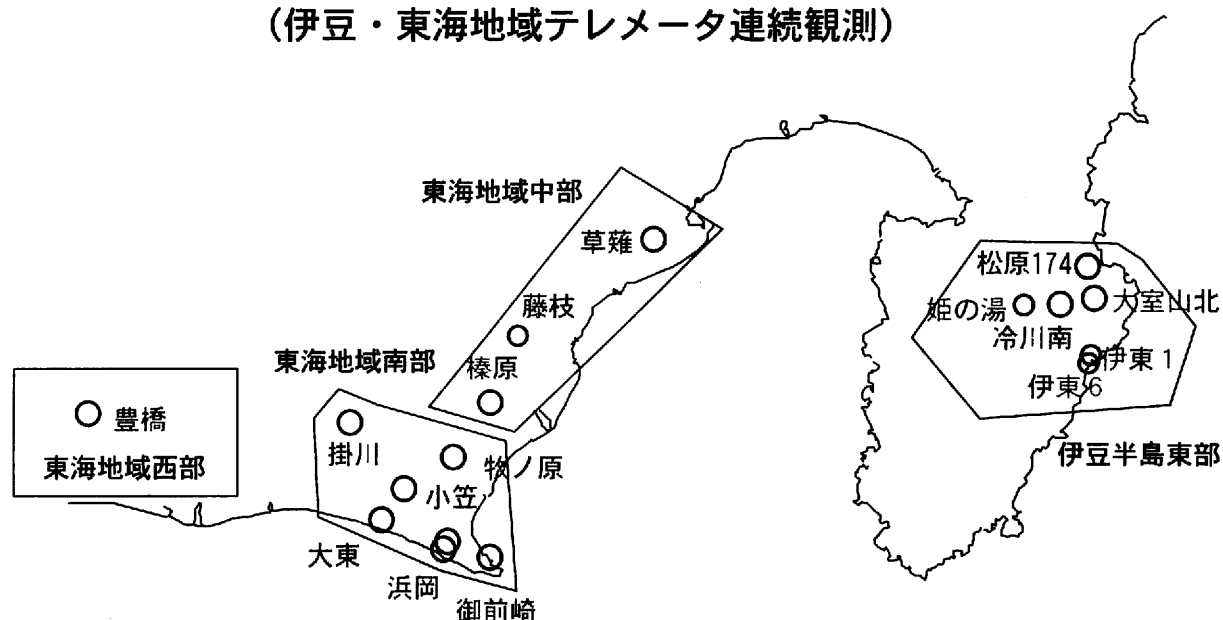 (伊豆・東海地域テレメータ連続観測)
東海地域中部
草薙
藤枝
榛原
東海地域南部
掛川
牧ノ原
小笠
大東
浜岡
御前崎
豊橋
東海地域西部
松原174
姫の湯
大室山北
冷川南
伊東1
伊東6
伊豆半島東部